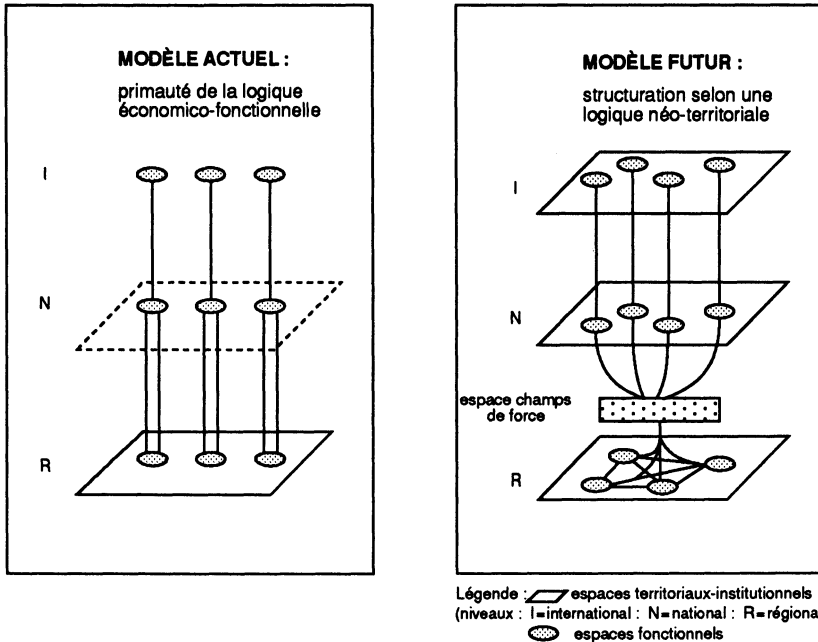 MODÈLE ACTUEL :
primauté de la logique
économico-fonctionnelle
I
N
R
MODÈLE FUTUR :
structuration selon une
logique néo-territoriale
I
N
espace champs
de force
R
Légende : espaces territoriaux-institutionnels
(niveaux : I=international : N=national : R=régional
espaces fonctionnels